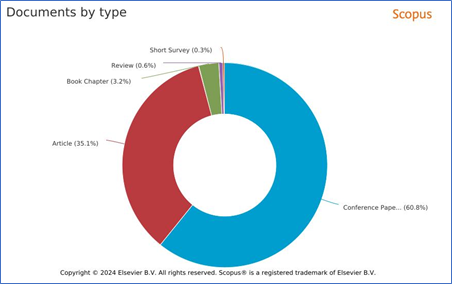 Documents by type
Scopus
Short Survey (0.3%)
Review (0.6%)
Book Chapter (3.2%)
Article (35.1%)
Conference Pape... (60.8%)
Copyright © 2024 Elsevier B.V. All rights reserved. Scopus® is a registered trademark of Elsevier B.V.